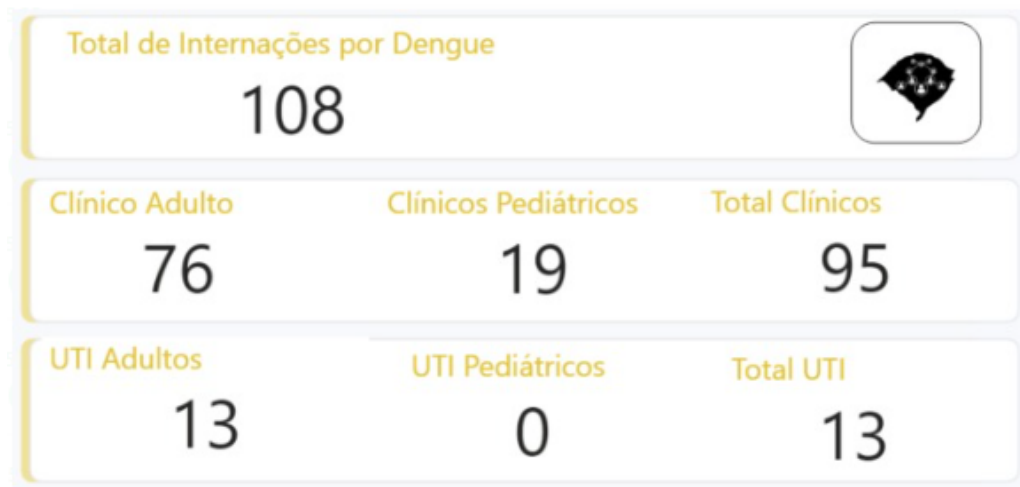 Total de Internações por Dengue
108
Clínico Adulto Clínicos Pediátricos Total Clínicos
76 19 95
UTI Adultos UTI Pediátricos Total UTI
13 0 13